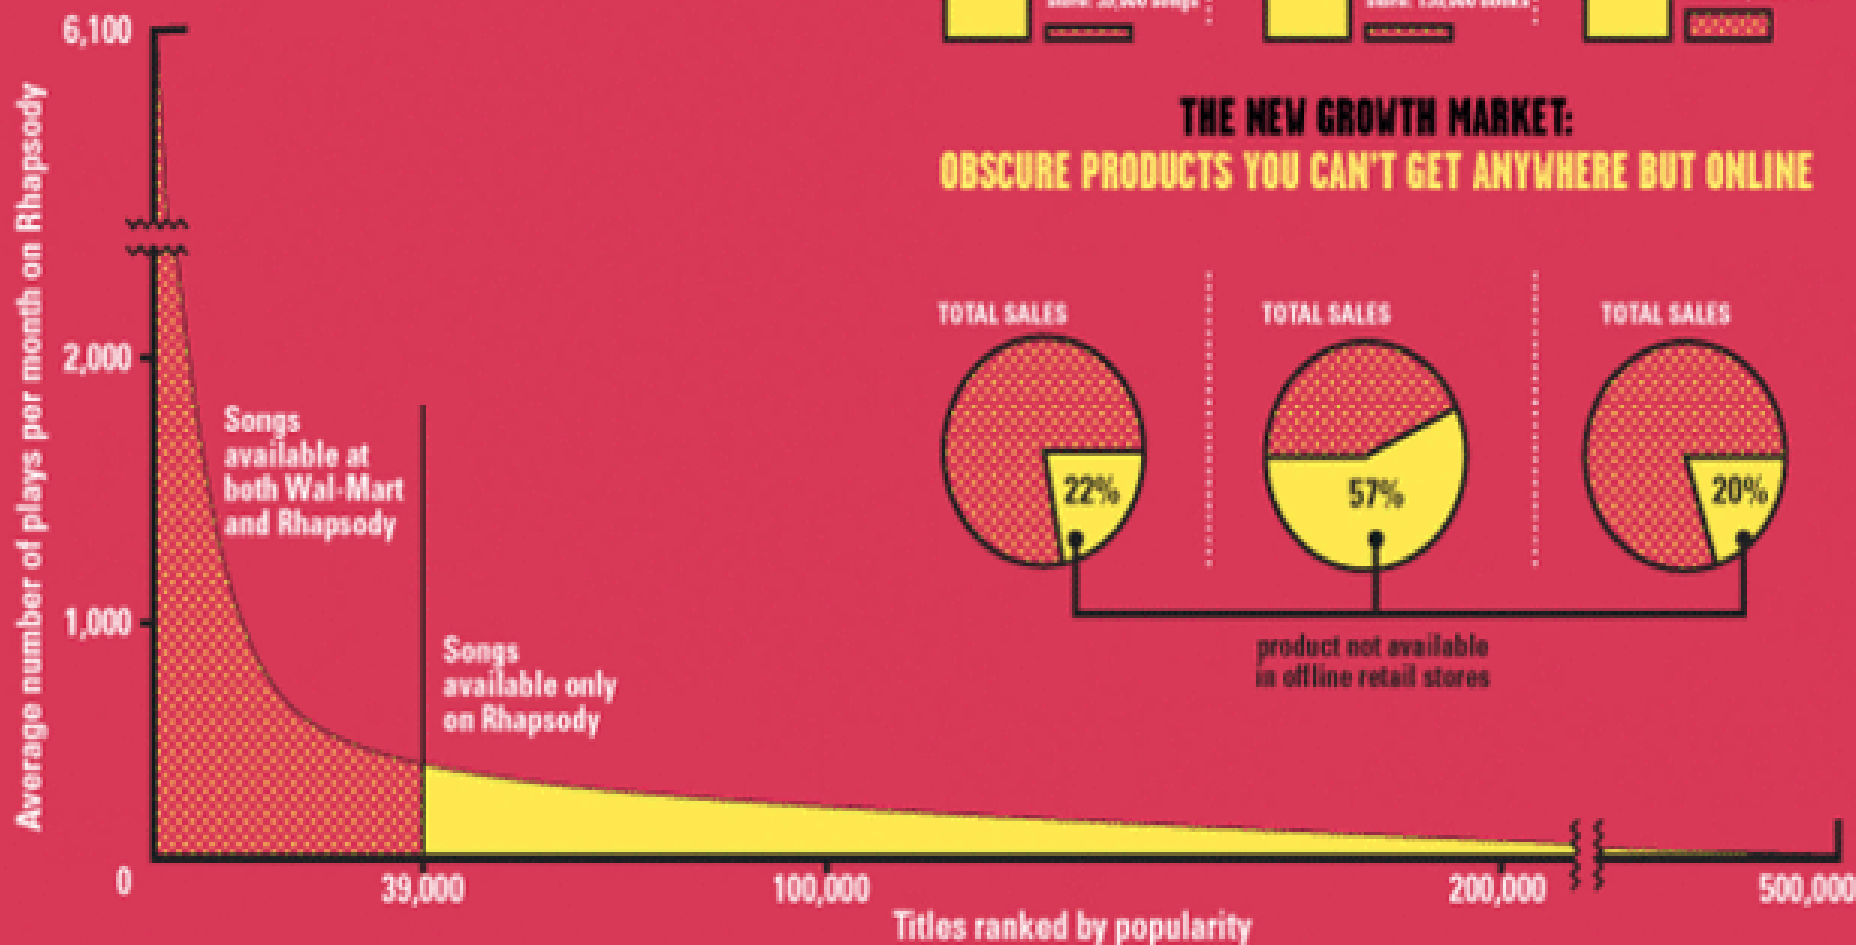 6,100
2,000
1,000
0
Average number of plays per month on Rhapsody
Songs
available at
both Wal-Mart
and Rhapsody
Songs
available only
on Rhapsody
39,000
100,000
200,000
500,000
Titles ranked by popularity
THE NEW GROWTH MARKET:
OBSCURE PRODUCTS YOU CAN'T GET ANYWHERE BUT ONLINE
TOTAL SALES
22%
TOTAL SALES
57%
TOTAL SALES
20%
product not available
in offline retail stores